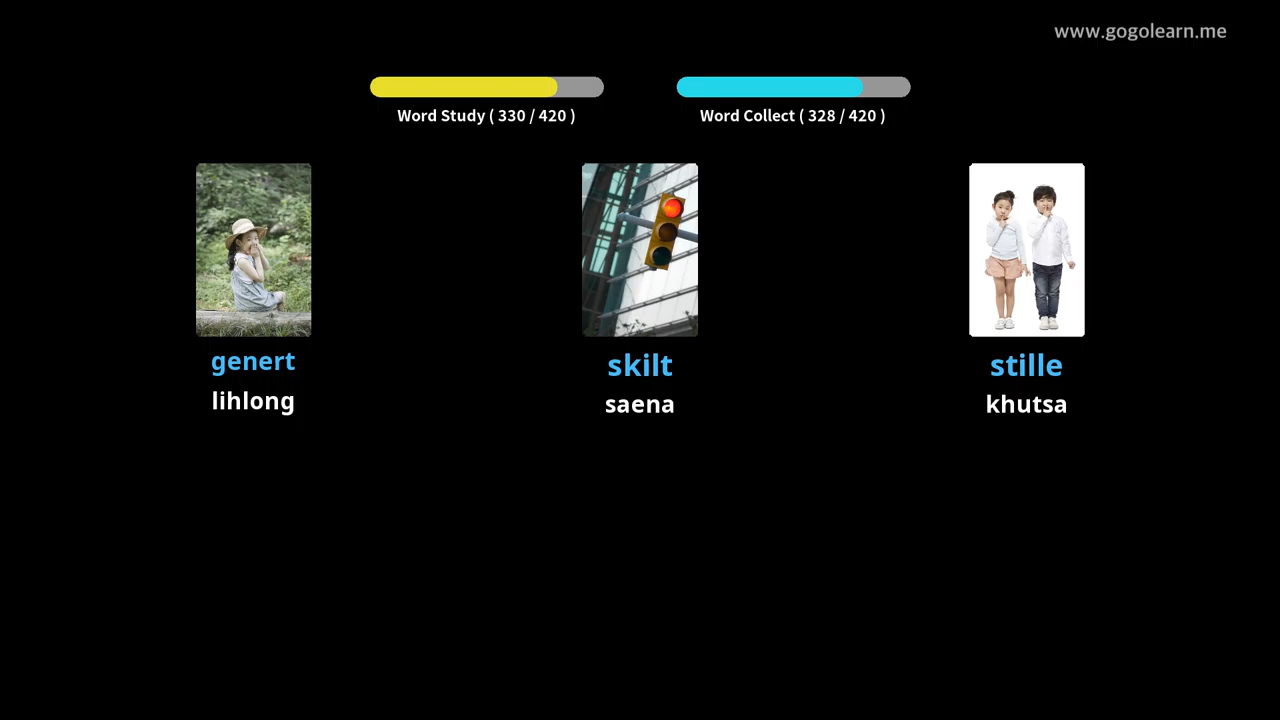 www.gogolearn.me
Word Study ( 330 / 420 )
Word Collect ( 328 / 420 )
genert
lihlong
skilt
saena
stille
khutsa